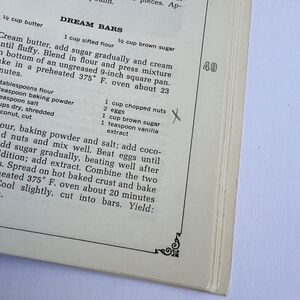 pieces. Ap-
DREAM BARS
½ cup butter 1 cup sifted flour ½ cup brown sugar
Cream butter, add sugar gradually and cream
until fluffy. Blend in flour and press mixture
bottom of an ungreased 9-inch square pan.
ake in a preheated 375° F. oven about 23
minutes.
tablespoons flour
teaspoon baking powder
teaspoon salt
ups dry, shredded
oconut, cut
1 cup chopped nuts
2 eggs
1 cup brown sugar
1 teaspoon vanilla
extract
our, baking powder and salt; add coco-
d nuts and mix well. Beat eggs until
dd sugar gradually, beating well after
ddition; add extract. Combine the two
s. Spread on hot baked crust and bake
heated 375° F. oven about 20 minutes
Cool slightly, cut into bars. Yield:
49